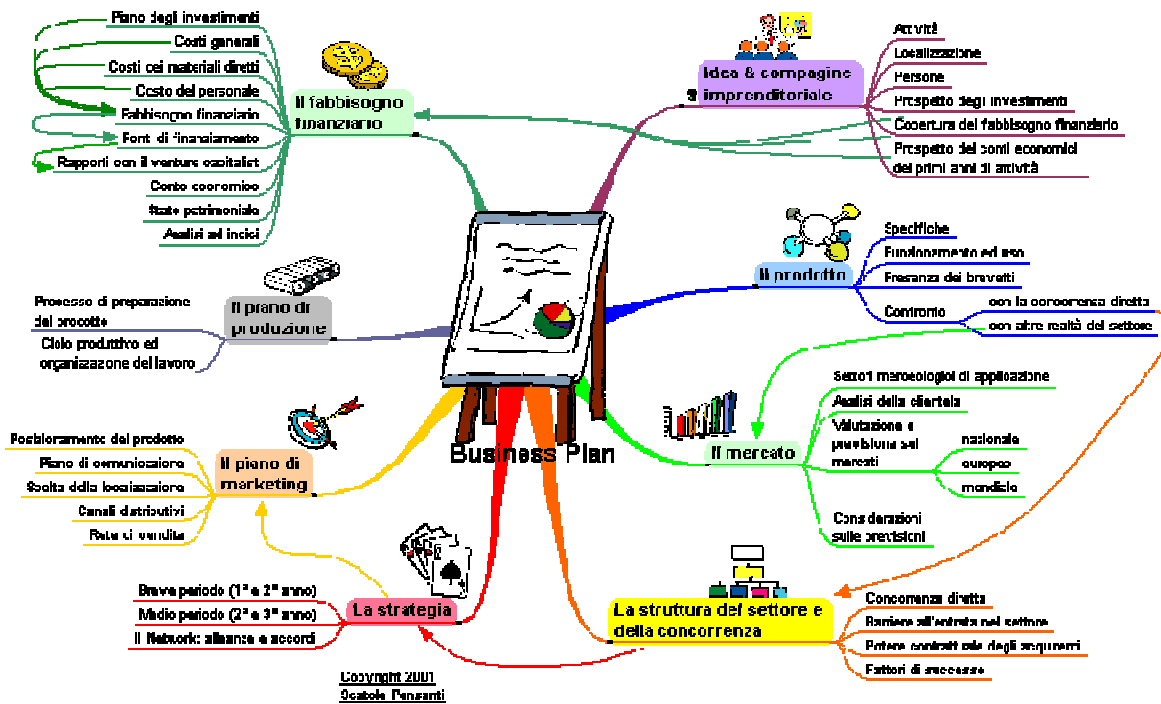 Piano degli investimenti
Costi generali
Costi dei materiali diretti
Costo del personale
Fabbisogno finanziario
Fonti di finanziamento
Rapporti con il venture capitalist
Conto economico
Stato patrimoniale
Analisi ad indici
Il fabbisogno
finanziario
Idea & compagine
imprenditoriale
Attività
Localizzazione
Persone
Prospetto degli investimenti
Copertura del fabbisogno finanziario
Prospetto dei conti economici
dei primi anni di attività
Il prodotto
Specifiche
Funzionamento ed uso
Presenza dei brevetti
Confronto
con la concorrenza diretta
con altre realtà del settore
Il piano di
produzione
Processo di preparazione
del prodotto
Ciclo produttivo ed
organizzazione del lavoro
Business Plan
Il mercato
Settori merceologici di applicazione
Analisi della clientela
Valutazione e
previsione sui
mercati
nazionale
europeo
mondiale
Considerazioni
sulle previsioni
Il piano di
marketing
Posizionamento del prodotto
Piano di comunicazione
Scelta della localizzazione
Canali distributivi
Rete di vendita
La strategia
Breve periodo (1° e 2° anno)
Medio periodo (2° e 3° anno)
Il Network: alleanze e accordi
La struttura del settore e
della concorrenza
Concorrenza diretta
Barriere all'entrata nel settore
Potere contrattuale degli acquirenti
Fattori di successo
Copyright 2001
Scatole Pensanti